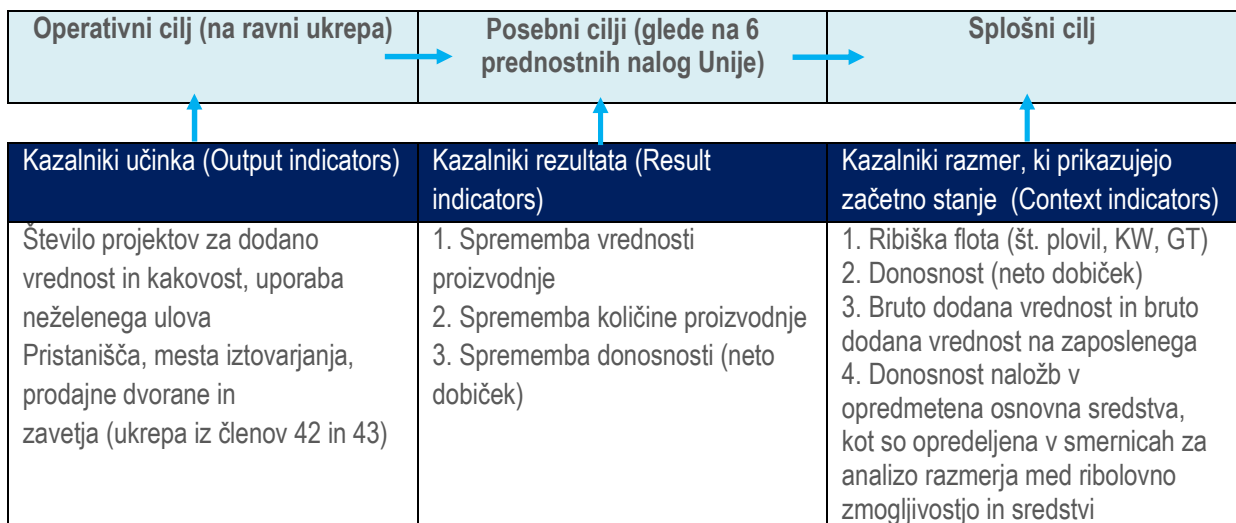 Operativni cilj (na ravni ukrepa)
Posebni cilji (glede na 6
prednostnih nalog Unije)
Splošni cilj
Kazalniki učinka (Output indicators)
Kazalniki rezultata (Result
indicators)
Kazalniki razmer, ki prikazujejo
začetno stanje (Context indicators)
Število projektov za dodano
vrednost in kakovost, uporaba
neželenega ulova
Pristanišča, mesta iztovarjanja,
prodajne dvorane in
zavetja (ukrepa iz členov 42 in 43)
1. Sprememba vrednosti
proizvodnje
2. Sprememba količine proizvodnje
3. Sprememba donosnosti (neto
dobiček)
1. Ribiška flota (št. plovil, KW, GT)
2. Donosnost (neto dobiček)
3. Bruto dodana vrednost in bruto
dodana vrednost na zaposlenega
4. Donosnost naložb v
opredmetena osnovna sredstva,
kot so opredeljena v smernicah za
analizo razmerja med ribolovno
zmogljivostjo in sredstvi